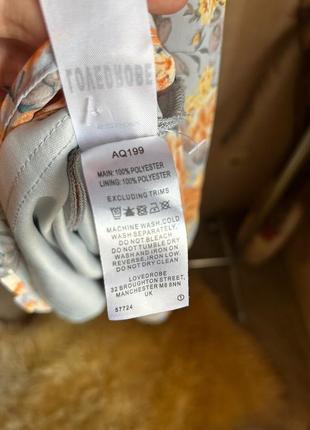 LOVEDROBE
AQ199
MAIN: 100% POLYESTER
LINING: 100% POLYESTER
EXCLUDING TRIMS
MACHINE WASH COLD
WASH SEPARATELY,
DO NOT BLEACH
DO NOT TUMBLE DRY
WASH AND IRON ON
REVERSE, IRON LOW,
DO NOT DRY CLEAN
LOVEDROBE
32 BROUGHTON STREET,
MANCHESTER M8 8NN
UK
57724
1